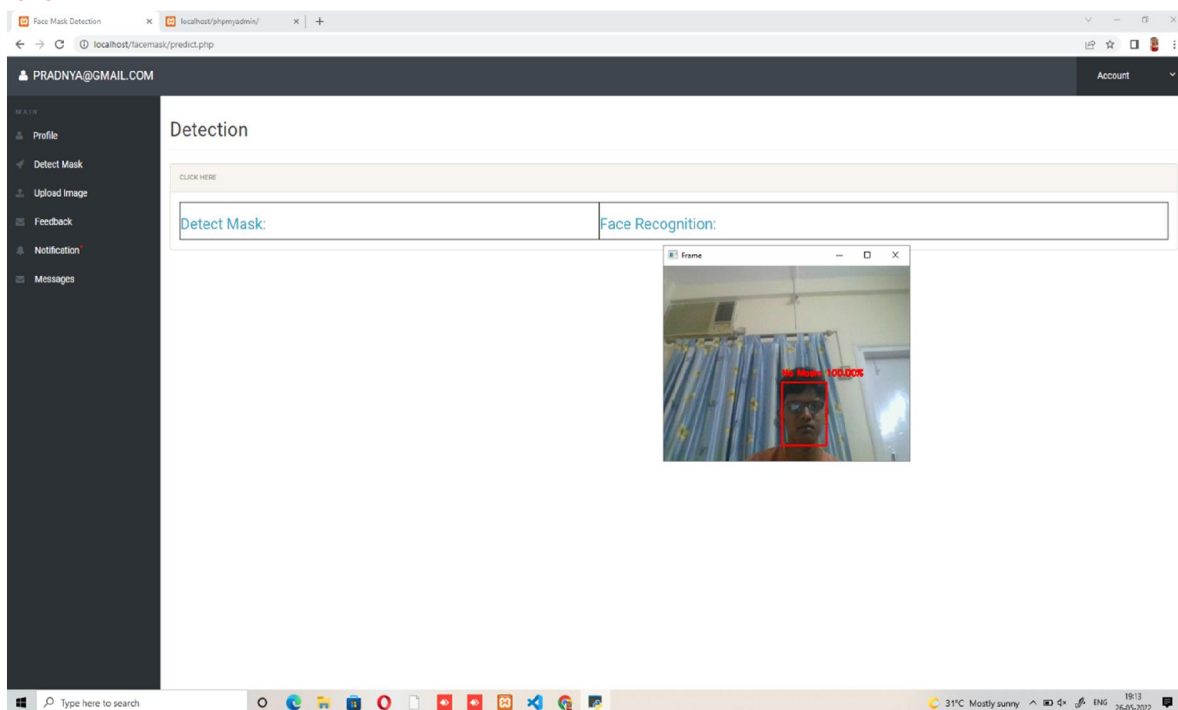 Face Mask Detection
localhost/phpmyadmin/
localhost/facemask/predict.php
PRADNYA@GMAIL.COM
Account
MAIN
Profile
Detect Mask
Upload Image
Feedback
Notification
Messages
Detection
CLICK HERE
Detect Mask:
Face Recognition:
Frame
No Mask: 100.00%
Type here to search
31°C Mostly sunny
ENG
19:13
26-05-2022